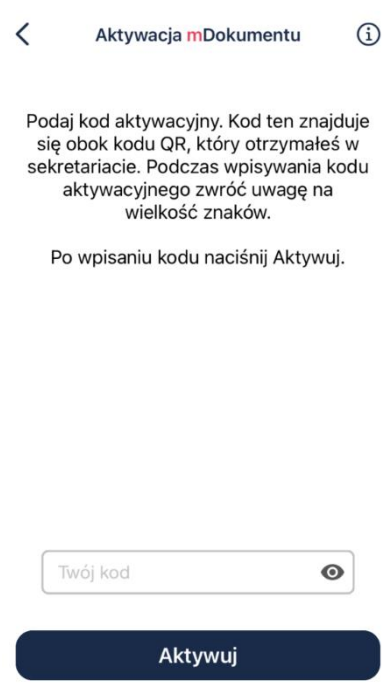 Aktywacja mDokumentu
Podaj kod aktywacyjny. Kod ten znajduje
się obok kodu QR, który otrzymałeś w
sekretariacie. Podczas wpisywania kodu
aktywacyjnego zwróć uwagę na
wielkość znaków.
Po wpisaniu kodu naciśnij Aktywuj.
Twój kod
Aktywuj